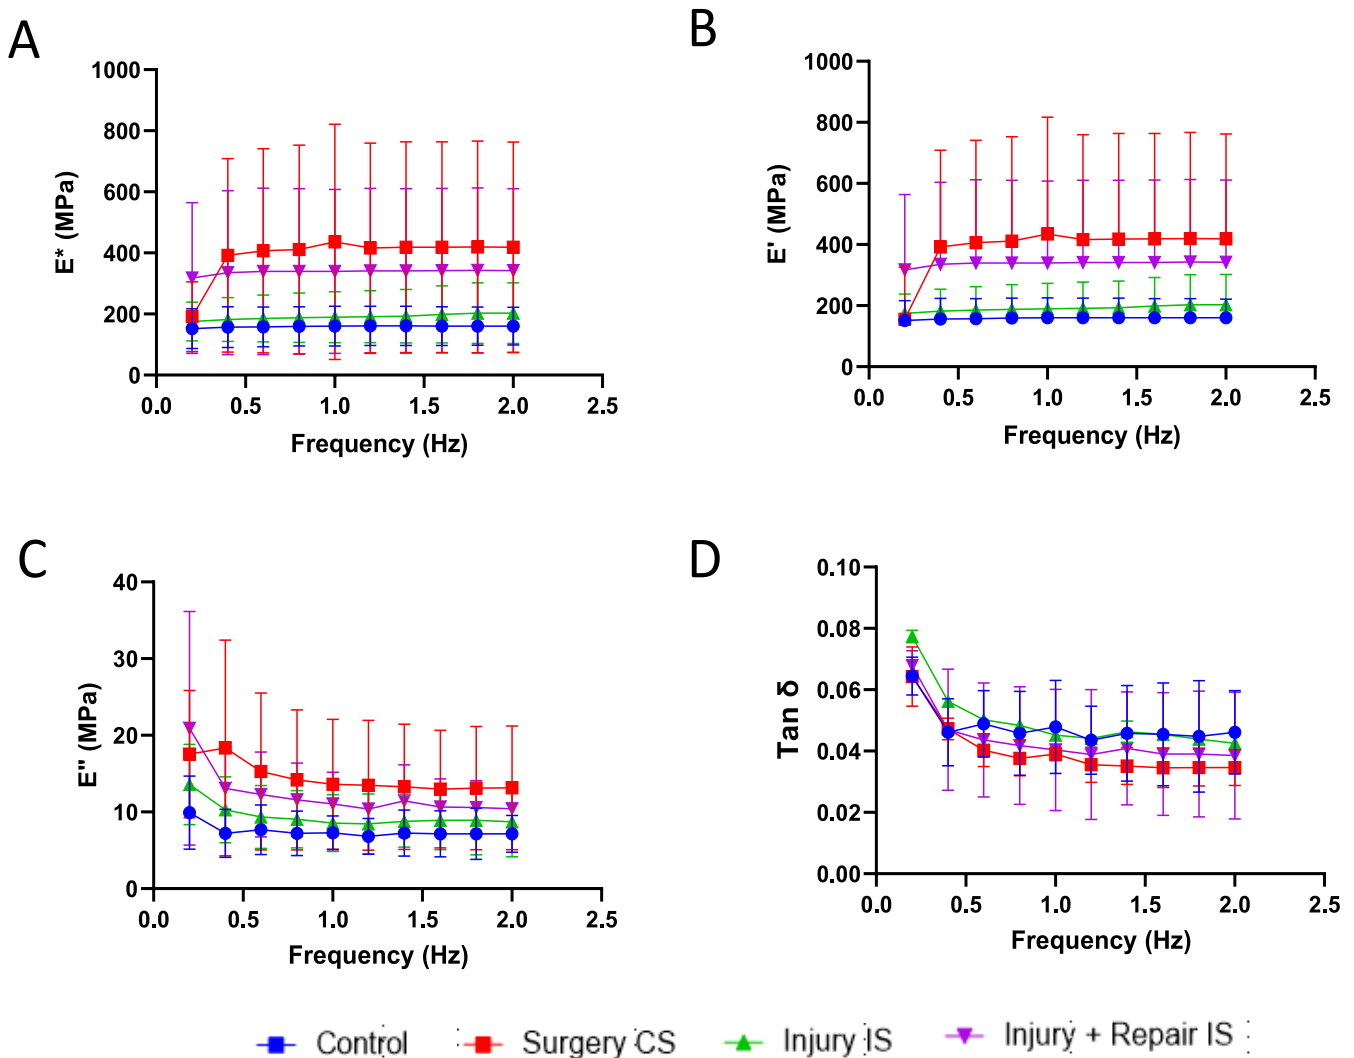 A
E* (MPa)
1000
800
600
400
200
0
0.0 0.5 1.0 1.5 2.0 2.5
Frequency (Hz)
B
E' (MPa)
1000
800
600
400
200
0
0.0 0.5 1.0 1.5 2.0 2.5
Frequency (Hz)
C
E" (MPa)
40
30
20
10
0
0.0 0.5 1.0 1.5 2.0 2.5
Frequency (Hz)
D
Tan δ
0.10
0.08
0.06
0.04
0.02
0.00
0.0 0.5 1.0 1.5 2.0 2.5
Frequency (Hz)
Control Surgery CS Injury IS Injury + Repair IS